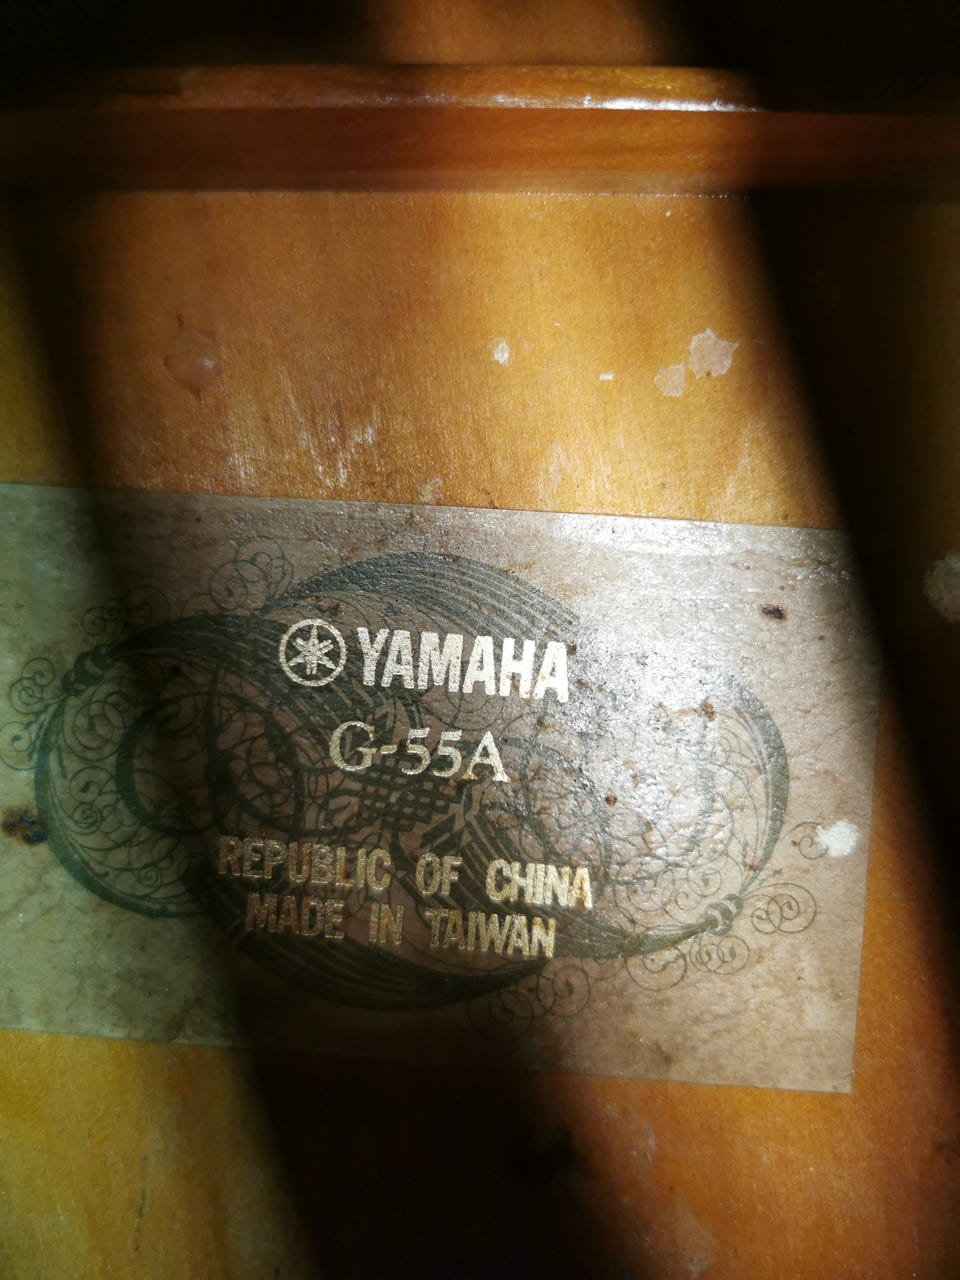 YAMAHA
G-55A
REPUBLIC OF CHINA
MADE IN TAIWAN